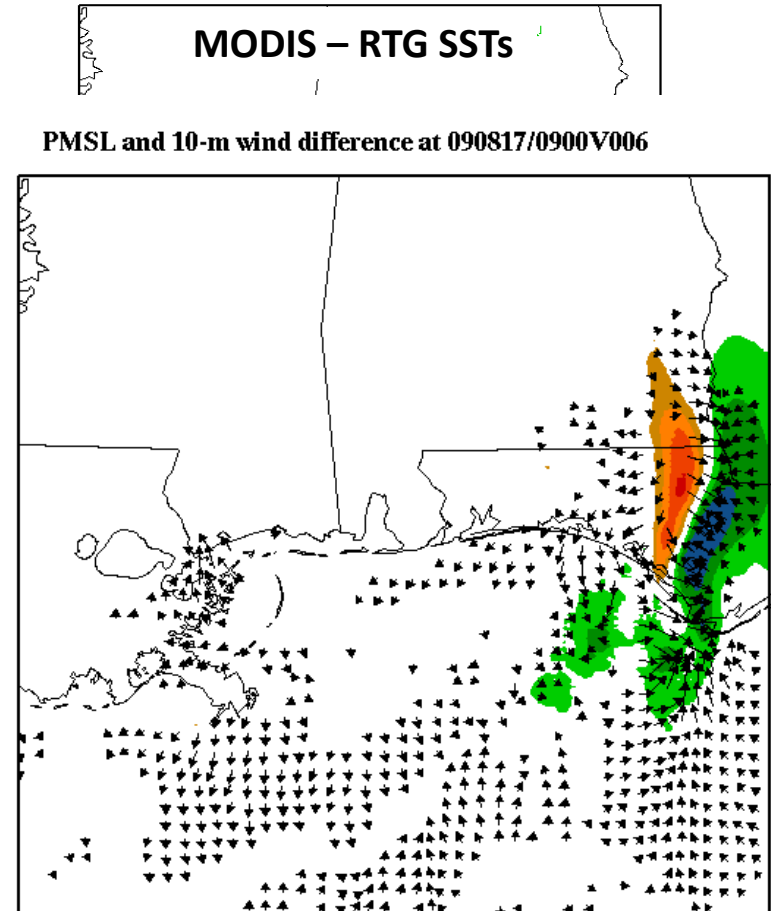 MODIS – RTG SSTs
PMSL and 10-m wind difference at 090817/0900V006